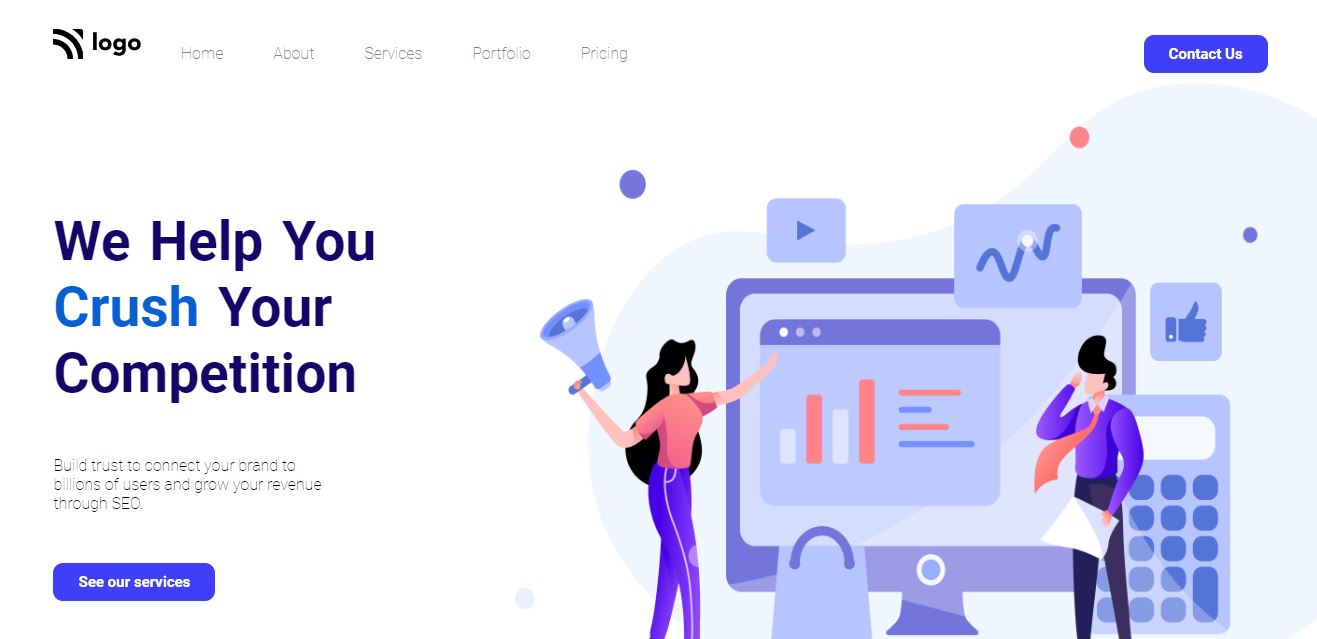 logo
Home
About
Services
Portfolio
Pricing
Contact Us
We Help You
Crush Your
Competition
Build trust to connect your brand to
billions of users and grow your revenue
through SEO.
See our services